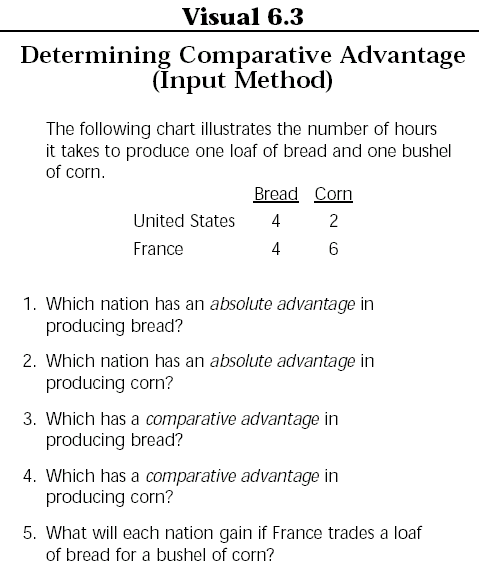 Visual 6.3
Determining Comparative Advantage
(Input Method)
The following chart illustrates the number of hours
it takes to produce one loaf of bread and one bushel
of corn.
Bread Corn
United States 4 2
France 4 6
1. Which nation has an absolute advantage in
producing bread?
2. Which nation has an absolute advantage in
producing corn?
3. Which has a comparative advantage in
producing bread?
4. Which has a comparative advantage in
producing corn?
5. What will each nation gain if France trades a loaf
of bread for a bushel of corn?